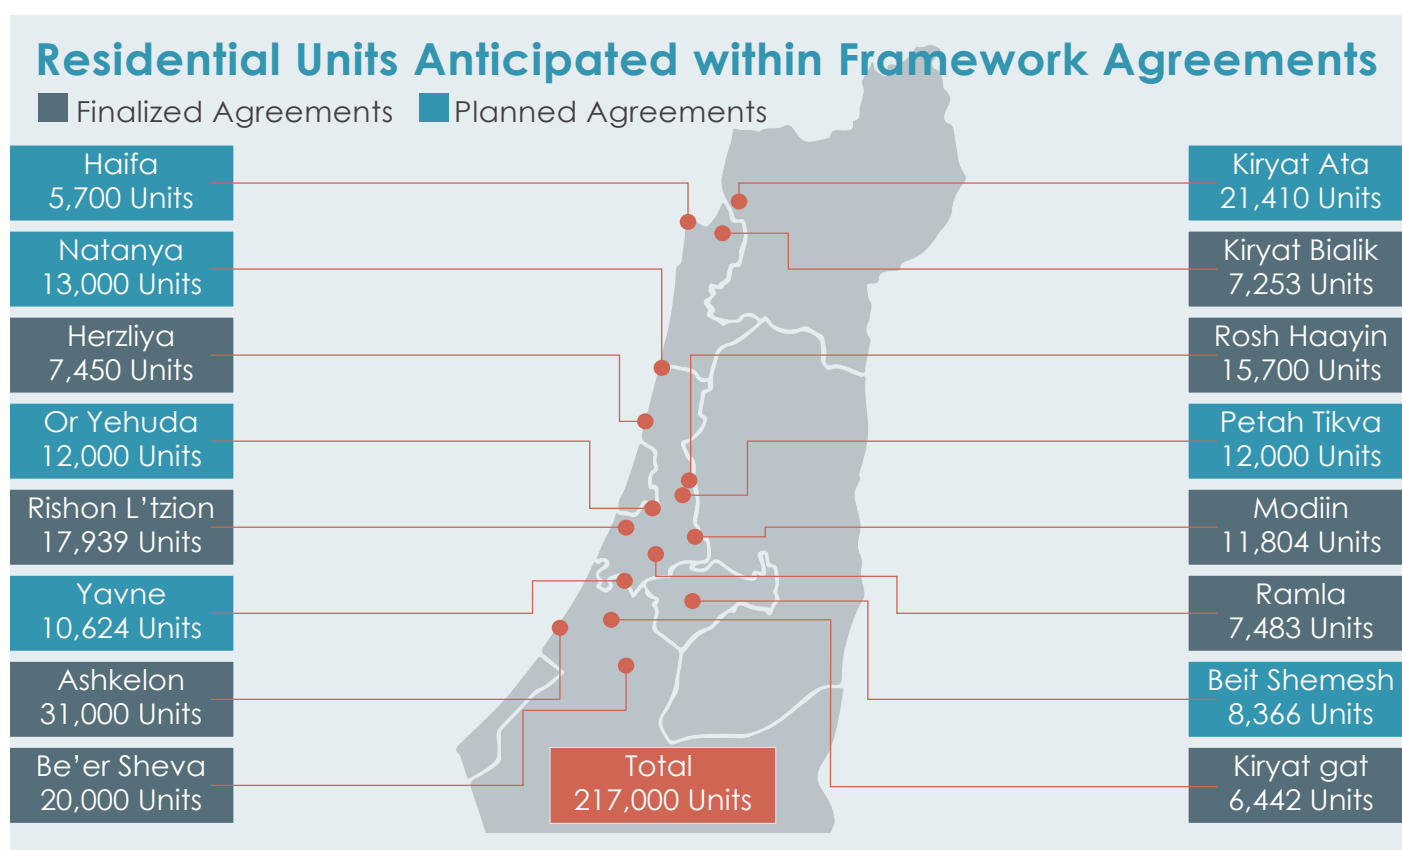 Residential Units Anticipated within Framework Agreements
Finalized Agreements
Planned Agreements
Haifa
5,700 Units
Natanya
13,000 Units
Herzliya
7,450 Units
Or Yehuda
12,000 Units
Rishon L’tzion
17,939 Units
Yavne
10,624 Units
Ashkelon
31,000 Units
Be’er Sheva
20,000 Units
Kiryat Ata
21,410 Units
Kiryat Bialik
7,253 Units
Rosh Haayin
15,700 Units
Petah Tikva
12,000 Units
Modiin
11,804 Units
Ramla
7,483 Units
Beit Shemesh
8,366 Units
Kiryat gat
6,442 Units
Total
217,000 Units